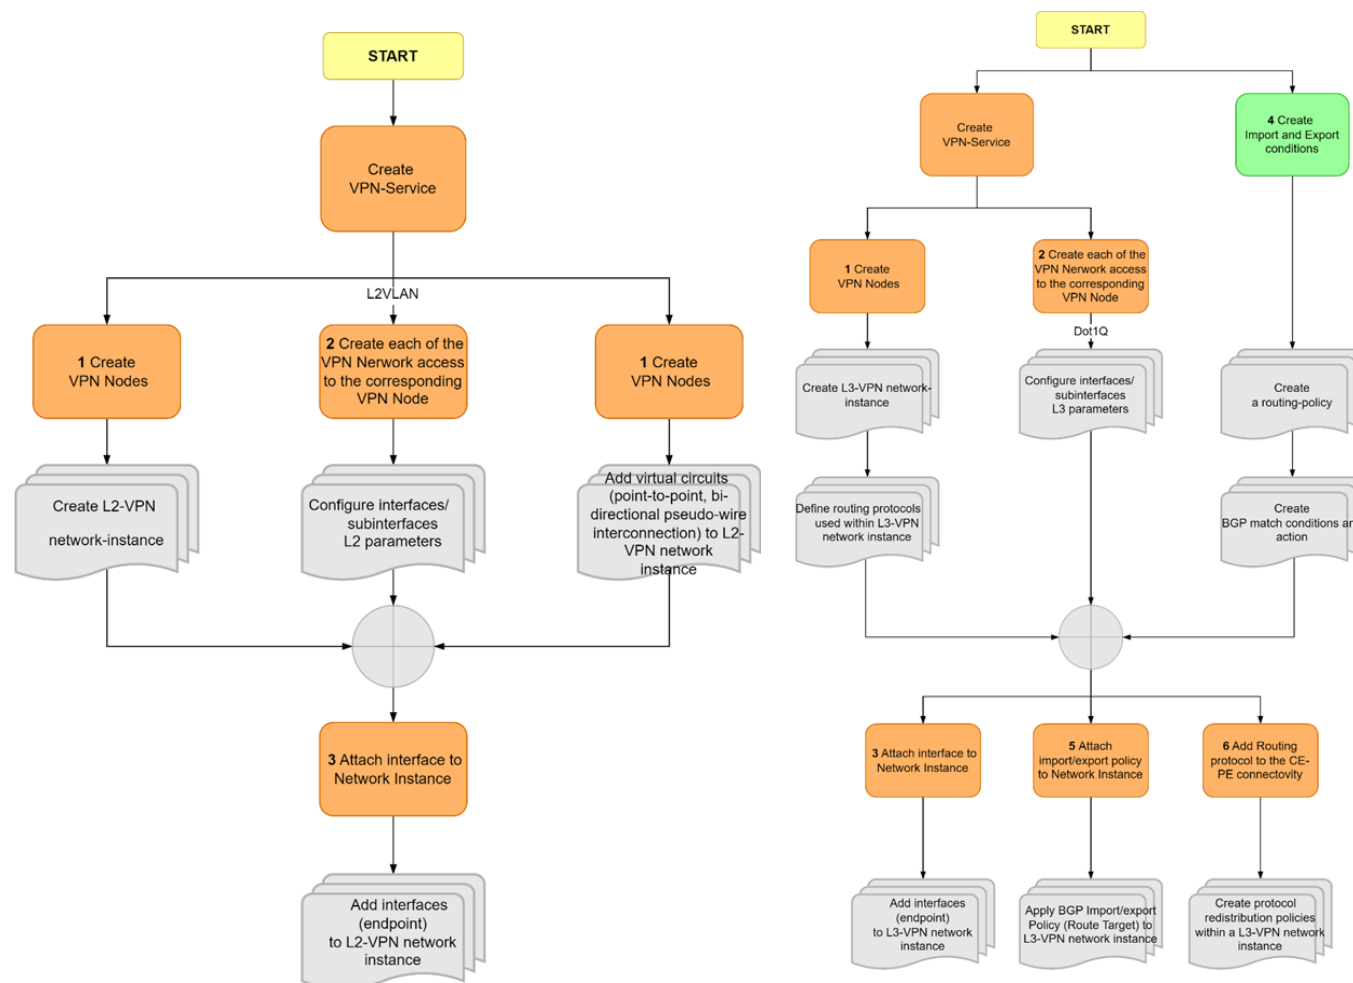 START
Create
VPN-Service
L2VLAN
1 Create
VPN Nodes
2 Create each of the
VPN Nerwork access
to the corresponding
VPN Node
1 Create
VPN Nodes
Create L2-VPN
network-instance
Configure interfaces/
subinterfaces
L2 parameters
Add virtual circuits
(point-to-point, bi-
directional pseudo-wire
interconnection) to L2-
VPN network
instance
3 Attach interface to
Network Instance
Add interfaces
(endpoint)
to L2-VPN network
instance
START
Create
VPN-Service
4 Create
Import and Export
conditions
1 Create
VPN Nodes
2 Create each of the
VPN Nerwork access
to the corresponding
VPN Node
Dot1Q
Create L3-VPN network-
instance
Configure interfaces/
subinterfaces
L3 parameters
Create
a routing-policy
Define routing protocols
used within L3-VPN
network instance
Create
BGP match conditions an
action
3 Attach interface to
Network Instance
5 Attach
import/export policy
to Network Instance
6 Add Routing
protocol to the CE-
PE connectovity
Add interfaces
(endpoint)
to L3-VPN network
instance
Apply BGP Import/export
Policy (Route Target) to
L3-VPN network instance
Create protocol
redistribution policies
within a L3-VPN network
instance